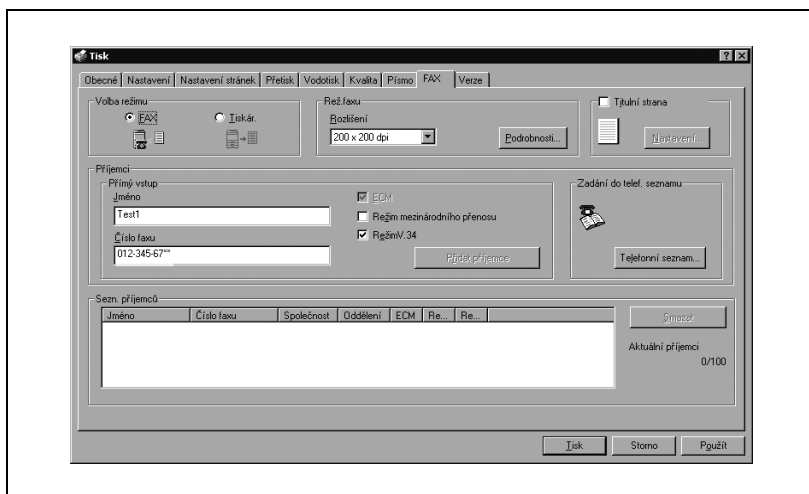 Tisk
Obecné Nastavení Nastavení stránek Přetisk Vodotisk Kvalita Písmo FAX Verze
Volba režimu
FAX
Tiskár.
Rež.faxu
Rozlišení
200 x 200 dpi
Podrobnosti...
Titulní strana
Nastavení...
Příjemci
Přímý vstup
Jméno
Test1
Číslo faxu
012-345-67**
ECM
Režim mezinárodního přenosu
RežimV.34
Přidat příjemce
Zadání do telef. seznamu
Telefonní seznam...
Sezn. příjemců
Jméno Číslo faxu Společnost Oddělení ECM Re... Re...
Smazat
Aktuální příjemci
0/100
Tisk Storno Použít